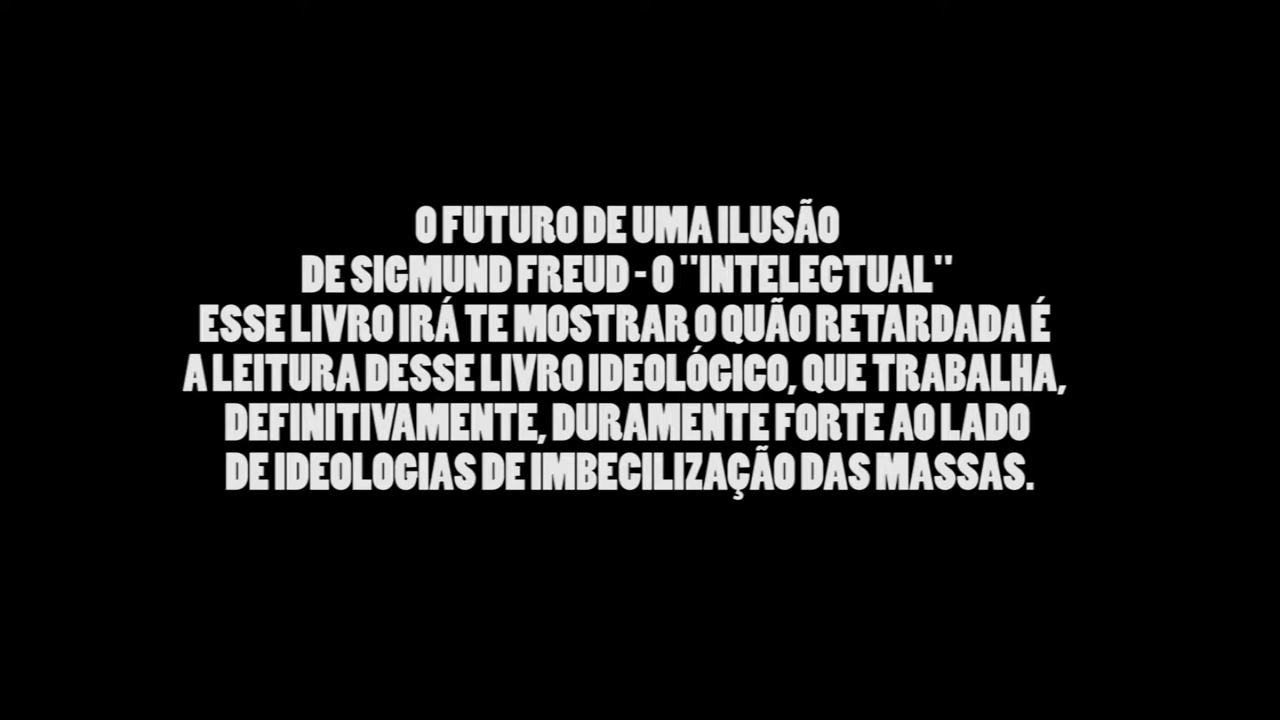 O FUTURO DE UMA ILUSÃO
DE SIGMUND FREUD - O "INTELECTUAL"
ESSE LIVRO IRÁ TE MOSTRAR O QUÃO RETARDADA É
A LEITURA DESSE LIVRO IDEOLÓGICO, QUE TRABALHA,
DEFINITIVAMENTE, DURAMENTE FORTE AO LADO
DE IDEOLOGIAS DE IMBECILIZAÇÃO DAS MASSAS.